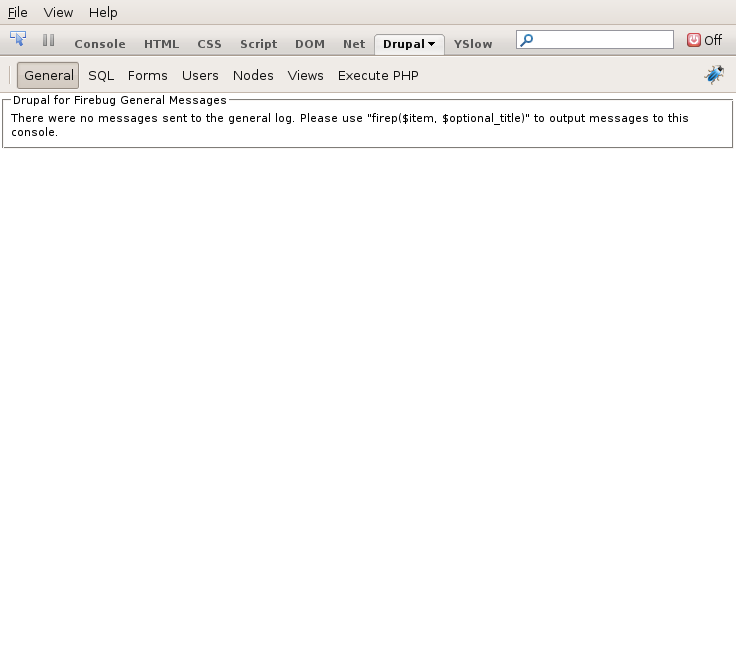 File View Help
Console HTML CSS Script DOM Net Drupal YSlow Off
General SQL Forms Users Nodes Views Execute PHP
Drupal for Firebug General Messages
There were no messages sent to the general log. Please use "firep($item, $optional_title)" to output messages to this
console.